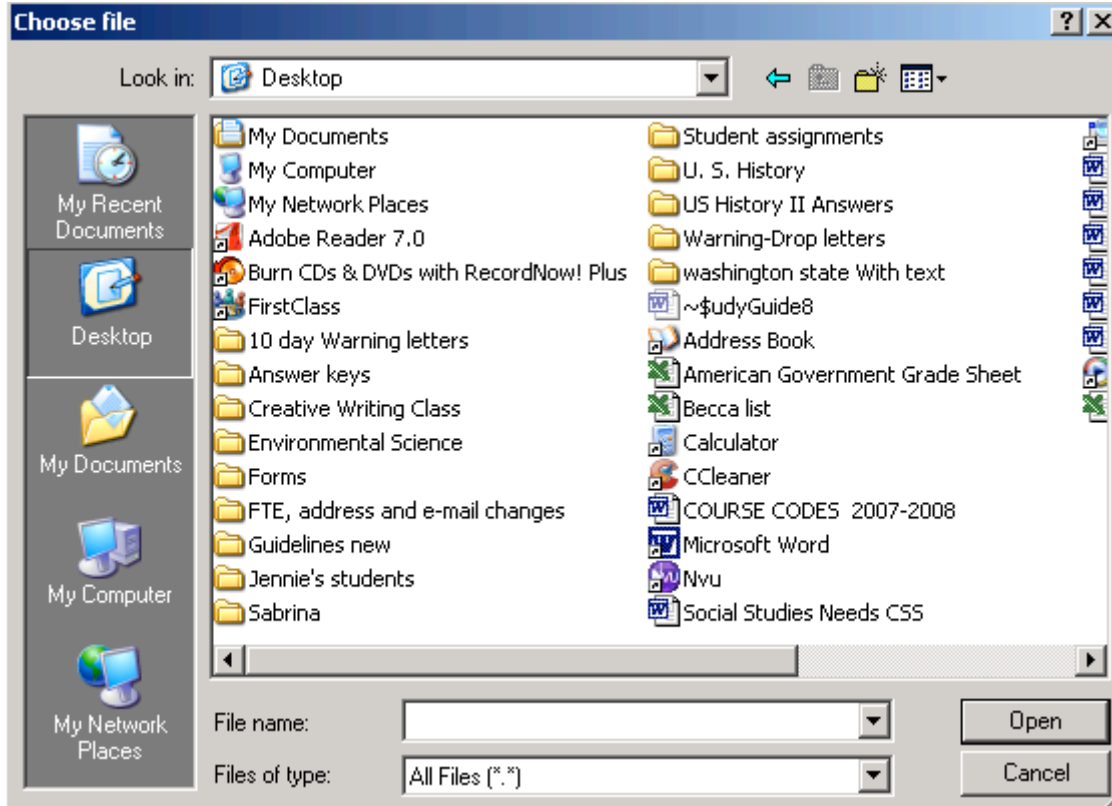 Choose file
Look in: Desktop
My Recent
Documents
Desktop
My Documents
My Computer
My Network
Places
My Documents
My Computer
My Network Places
Adobe Reader 7.0
Burn CDs & DVDs with RecordNow! Plus
FirstClass
10 day Warning letters
Answer keys
Creative Writing Class
Environmental Science
Forms
FTE, address and e-mail changes
Guidelines new
Jennie's students
Sabrina
Student assignments
U. S. History
US History II Answers
Warning-Drop letters
washington state With text
~$udyGuide8
Address Book
American Government Grade Sheet
Becca list
Calculator
CCleaner
COURSE CODES  2007-2008
Microsoft Word
Nvu
Social Studies Needs CSS
File name:
Open
Files of type: All Files (*.*)
Cancel